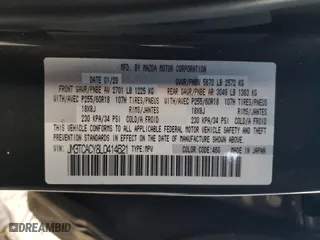 MFD. BY MAZDA MOTOR CORPORATION
01/20 GVWR/PNBV 5670 LB 2572 KG
FRONT GAWR/PNBE AV 2701 LB 1225 KG REAR GAWR/PNBE AR 3049 LB 1383 KG
WITH/AVEC P255/60R18 107H TIRES/PNEUS WITH/AVEC P255/60R18 107H TIRES/PNEUS
18X8J RIMS/JANTES 18X8J RIMS/JANTES
230 KPA/34 PSI COLD/A FROID 230 KPA/34 PSI COLD/A FROID
THIS VEHICLE CONFORMS TO ALL APPLICABLE FEDERAL MOTOR VEHICLE
SAFETY, BUMPER, AND THEFT PREVENTION STANDARDS IN EFFECT
ON THE DATE OF MANUFACTURE SHOWN ABOVE.
VIN: JM3TCACY8L0414621 TYPE: MPV
COLOR CODE: 46G MADE IN JAPAN